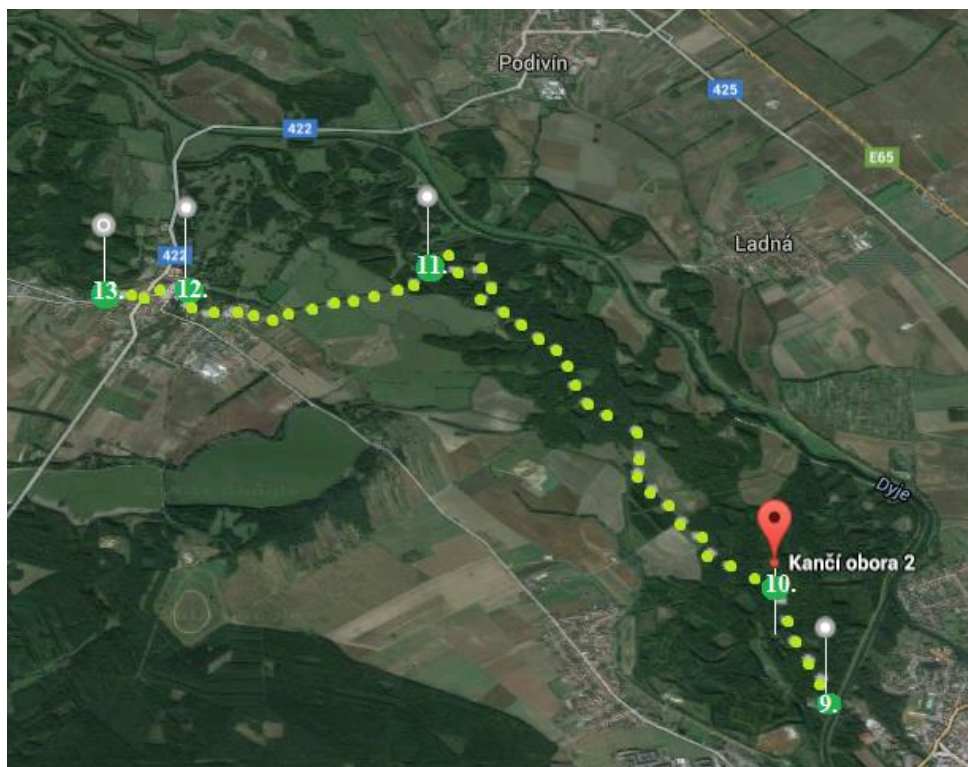 Podivín
425
422
E65
Ladná
422
11.
12.
13.
Dyje
Kančí obora 2
10.
9.